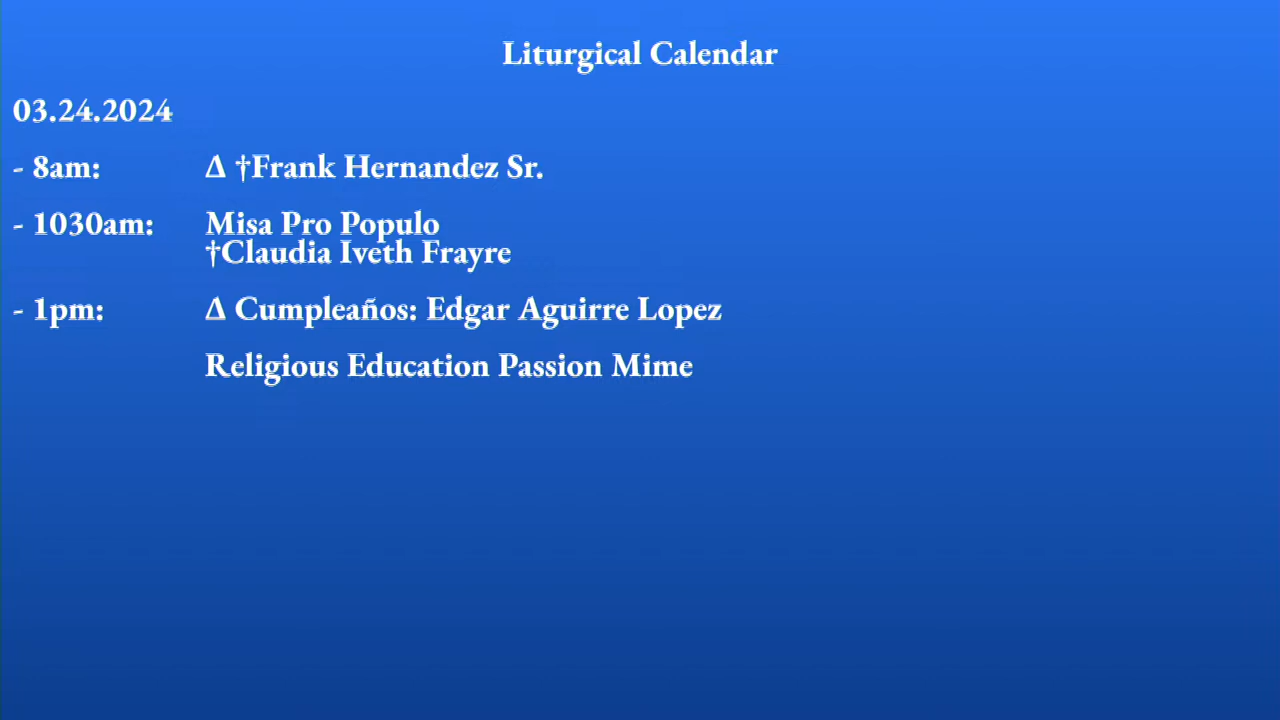 Liturgical Calendar
03.24.2024
- 8am: Δ †Frank Hernandez Sr.
- 1030am: Misa Pro Populo
†Claudia Iveth Frayre
- 1pm: Δ Cumpleaños: Edgar Aguirre Lopez
Religious Education Passion Mime